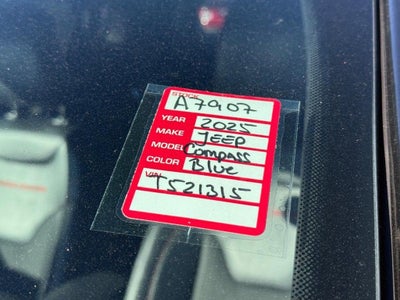 STOCK
A7907
YEAR 2025
MAKE JEEP
MODEL Compass
COLOR Blue
VIN
T521315